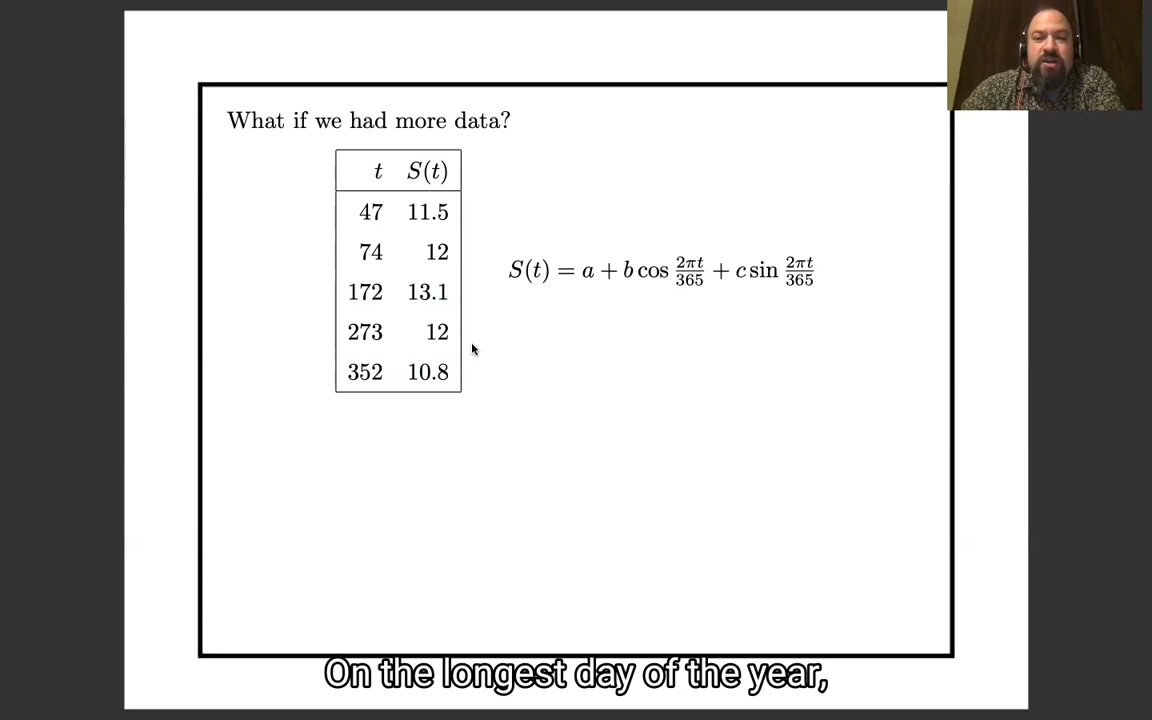 What if we had more data?
t S(t)
47 11.5
74 12
172 13.1
273 12
352 10.8
S(t) = a + b cos 2πt/365 + c sin 2πt/365
On the longest day of the year,